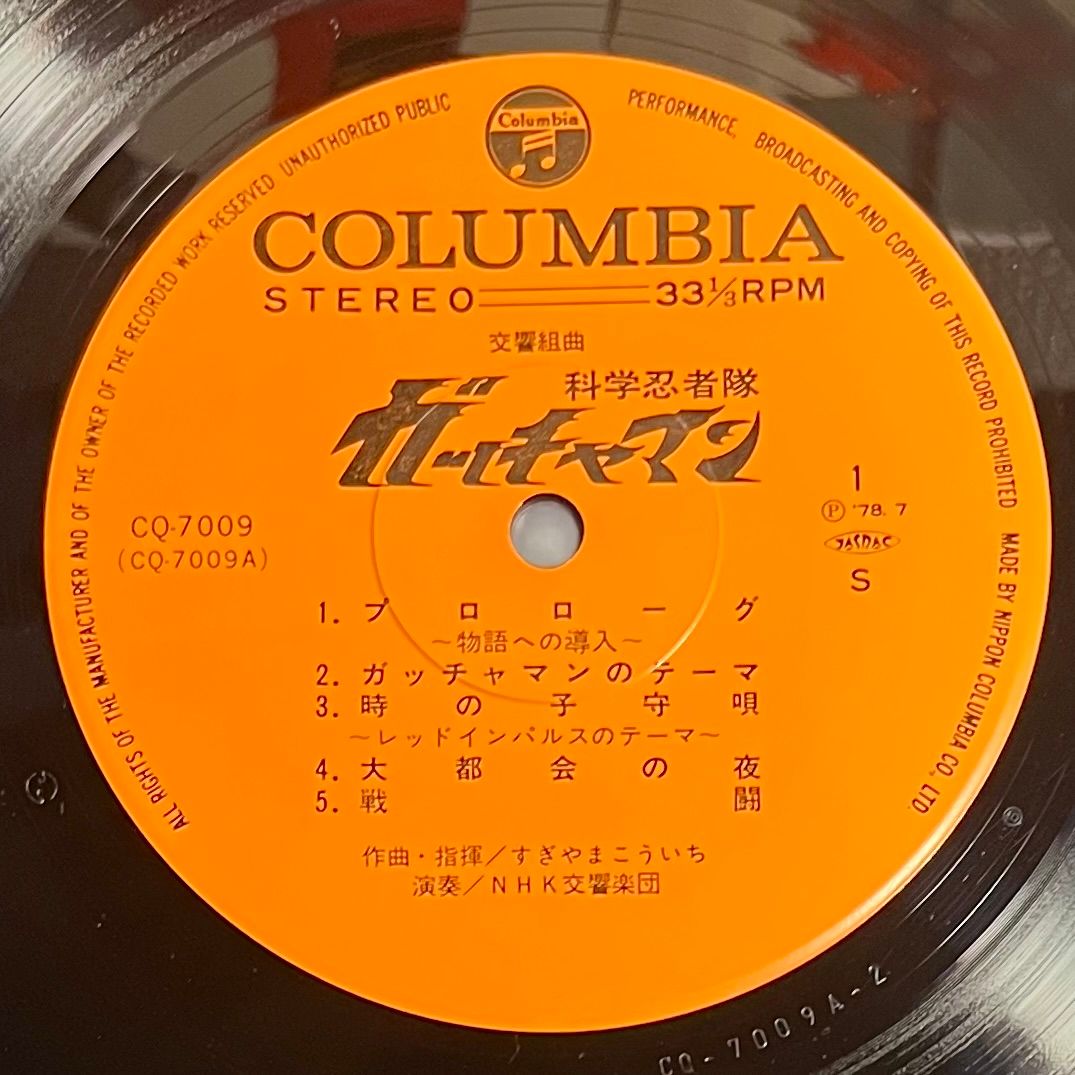 ALL RIGHTS OF THE MANUFACTURER AND OF THE OWNER OF THE RECORDED WORK RESERVED UNAUTHORIZED PUBLIC PERFORMANCE, BROADCASTING AND COPYING OF THIS RECORD PROHIBITED MADE BY NIPPON COLUMBIA CO., LTD.
Columbia
COLUMBIA
STEREO 33⅓RPM
交響組曲
科学忍者隊
ガッチャマン
1
CQ-7009
Ⓟ '78. 7
(CQ-7009A)
JASRAC
S
1. プロローグ
～物語への導入～
2. ガッチャマンのテーマ
3. 時の子守唄
～レッドインパルスのテーマ～
4. 大都会の夜
5. 戦闘
作曲・指揮／すぎやまこういち
演奏／NHK交響楽団
CQ-7009A-2